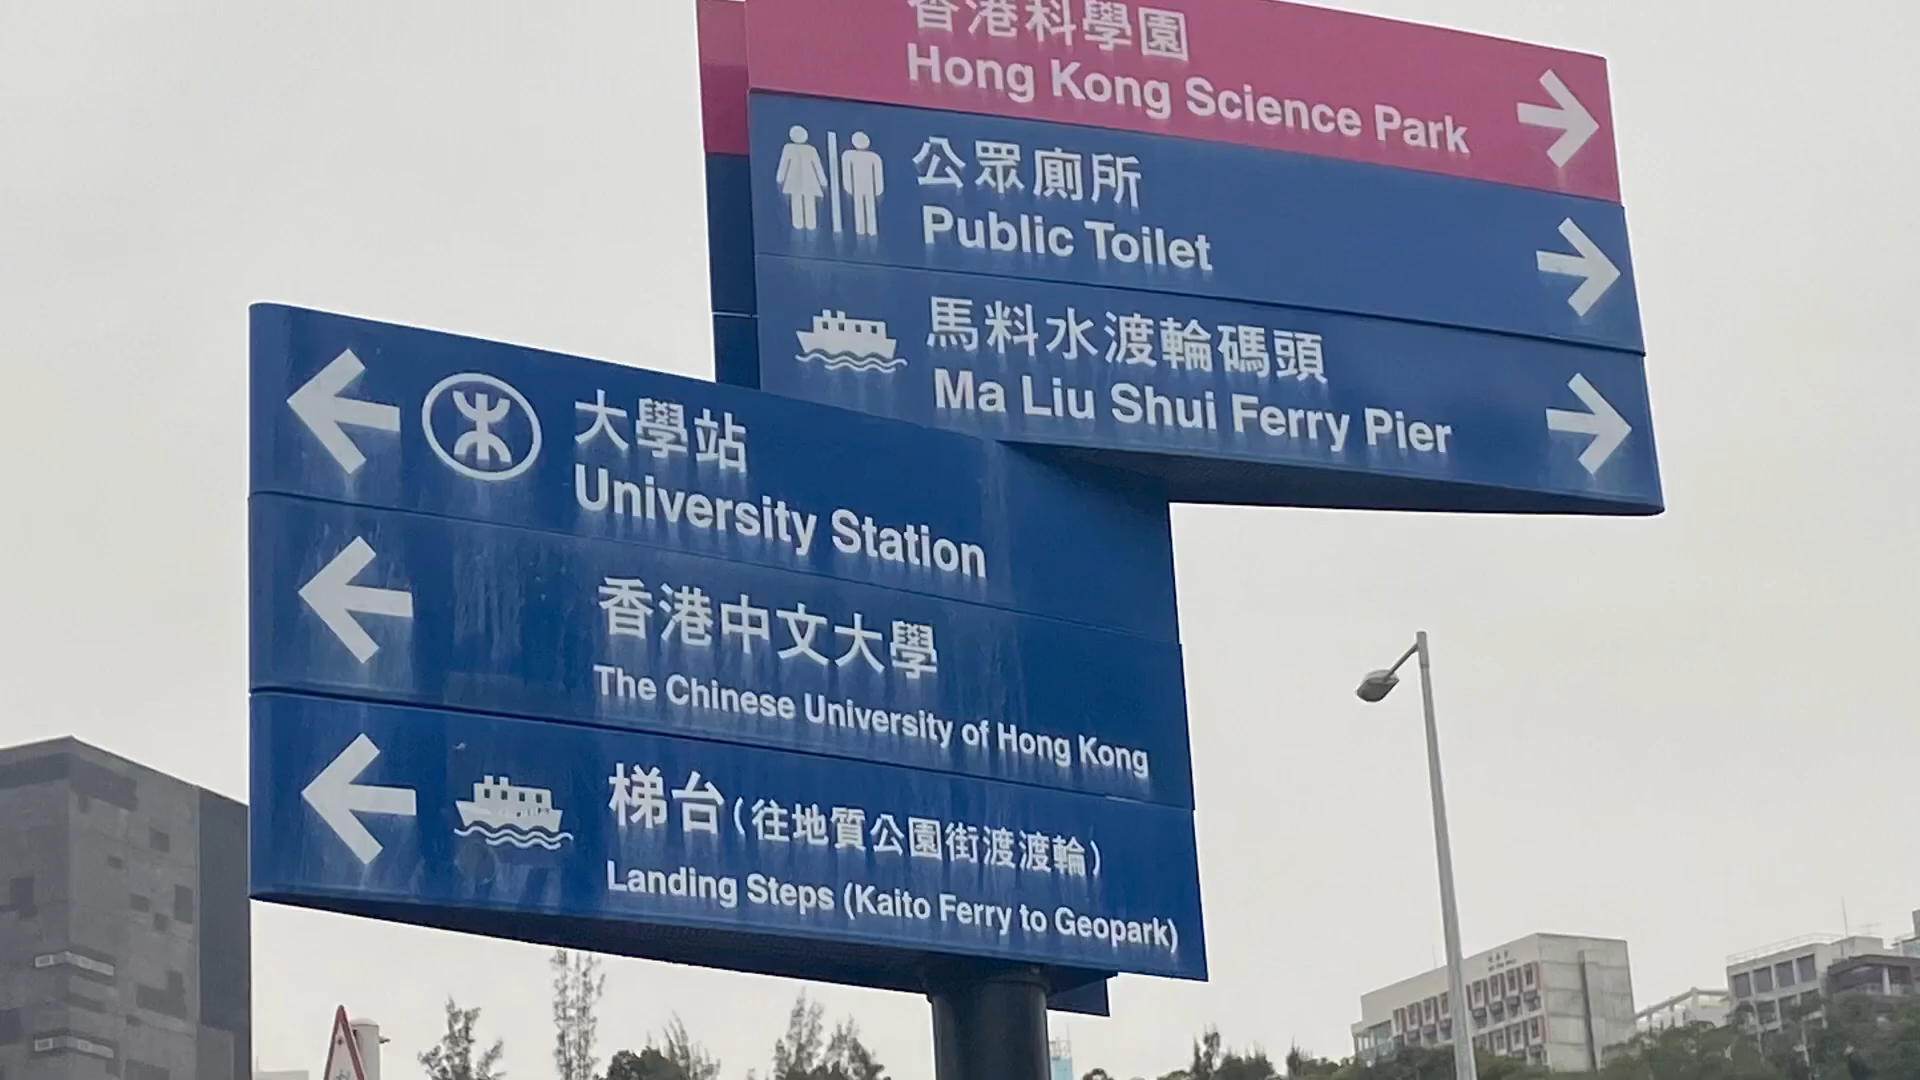 香港科學園
Hong Kong Science Park
公眾廁所
Public Toilet
馬料水渡輪碼頭
Ma Liu Shui Ferry Pier
大學站
University Station
香港中文大學
The Chinese University of Hong Kong
梯台(往地質公園街渡渡輪)
Landing Steps (Kaito Ferry to Geopark)